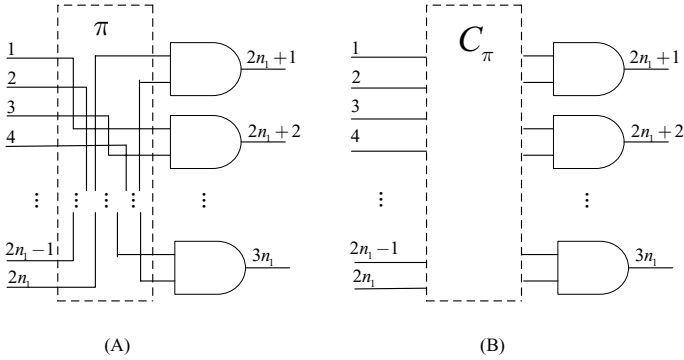 π
1
2
3
4
⋮ ⋮ ⋮ ⋮ ⋮ ⋮
2n₁−1
2n₁
2n₁+1
2n₁+2
3n₁
(A)
C_π
1
2
3
4
⋮ ⋮
2n₁−1
2n₁
2n₁+1
2n₁+2
3n₁
(B)